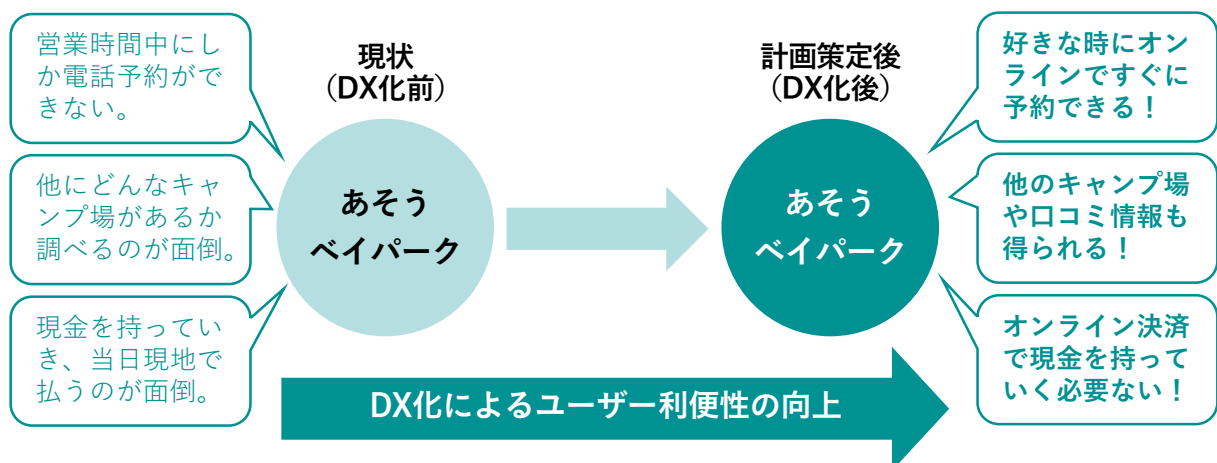 営業時間中にし
か電話予約がで
きない。
他にどんなキャ
ンプ場があるか
調べるのが面倒。
現金を持ってい
き、当日現地で
払うのが面倒。
現状
（DX化前）
あそう
ベイパーク
計画策定後
（DX化後）
あそう
ベイパーク
好きな時にオン
ラインですぐに
予約できる！
他のキャンプ場
や口コミ情報も
得られる！
オンライン決済
で現金を持って
いく必要ない！
DX化によるユーザー利便性の向上